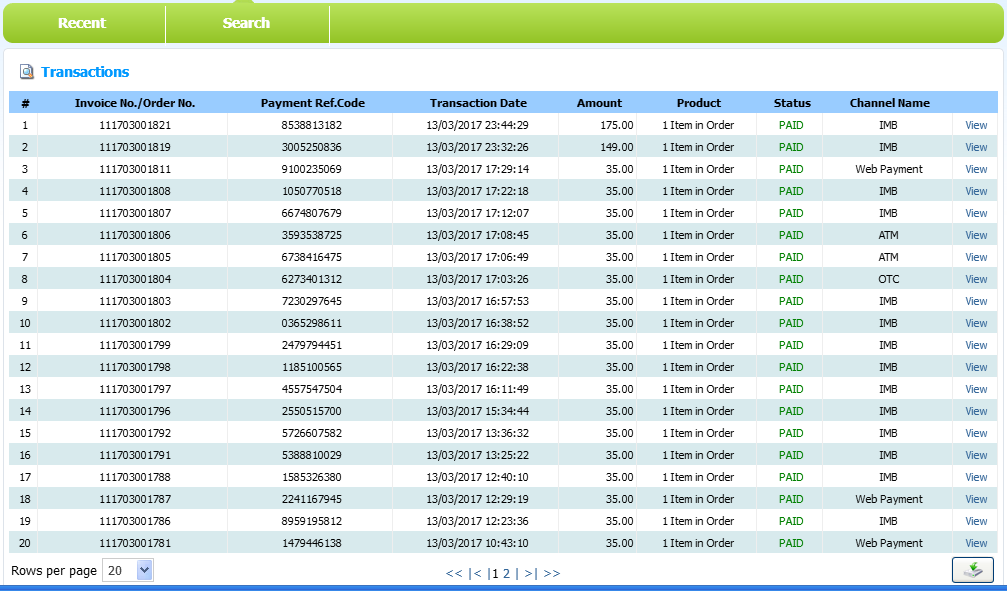 Recent Search
Transactions
# Invoice No./Order No. Payment Ref.Code Transaction Date Amount Product Status Channel Name
1 111703001821 8538813182 13/03/2017 23:44:29 175.00 1 Item in Order PAID IMB View
2 111703001819 3005250836 13/03/2017 23:32:26 149.00 1 Item in Order PAID IMB View
3 111703001811 9100235069 13/03/2017 17:29:14 35.00 1 Item in Order PAID Web Payment View
4 111703001808 1050770518 13/03/2017 17:22:18 35.00 1 Item in Order PAID IMB View
5 111703001807 6674807679 13/03/2017 17:12:07 35.00 1 Item in Order PAID IMB View
6 111703001806 3593538725 13/03/2017 17:08:45 35.00 1 Item in Order PAID ATM View
7 111703001805 6738416475 13/03/2017 17:06:49 35.00 1 Item in Order PAID ATM View
8 111703001804 6273401312 13/03/2017 17:03:26 35.00 1 Item in Order PAID OTC View
9 111703001803 7230297645 13/03/2017 16:57:53 35.00 1 Item in Order PAID IMB View
10 111703001802 0365298611 13/03/2017 16:38:52 35.00 1 Item in Order PAID IMB View
11 111703001799 2479794451 13/03/2017 16:29:09 35.00 1 Item in Order PAID IMB View
12 111703001798 1185100565 13/03/2017 16:22:38 35.00 1 Item in Order PAID IMB View
13 111703001797 4557547504 13/03/2017 16:11:49 35.00 1 Item in Order PAID IMB View
14 111703001796 2550515700 13/03/2017 15:34:44 35.00 1 Item in Order PAID IMB View
15 111703001792 5726607582 13/03/2017 13:36:32 35.00 1 Item in Order PAID IMB View
16 111703001791 5388810029 13/03/2017 13:25:22 35.00 1 Item in Order PAID IMB View
17 111703001788 1585326380 13/03/2017 12:40:10 35.00 1 Item in Order PAID IMB View
18 111703001787 2241167945 13/03/2017 12:29:19 35.00 1 Item in Order PAID Web Payment View
19 111703001786 8959195812 13/03/2017 12:23:36 35.00 1 Item in Order PAID IMB View
20 111703001781 1479446138 13/03/2017 10:43:10 35.00 1 Item in Order PAID Web Payment View
Rows per page 20 << |< |1 2 | >| >>